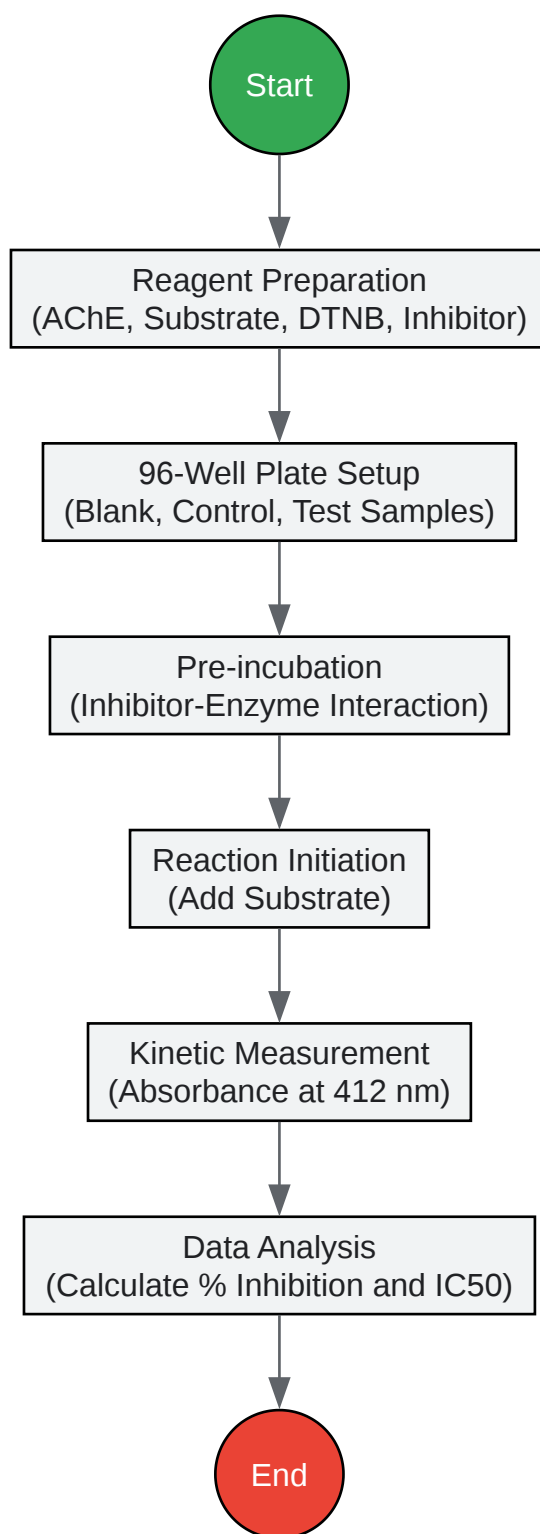 Start
Reagent Preparation
(AChE, Substrate, DTNB, Inhibitor)
96-Well Plate Setup
(Blank, Control, Test Samples)
Pre-incubation
(Inhibitor-Enzyme Interaction)
Reaction Initiation
(Add Substrate)
Kinetic Measurement
(Absorbance at 412 nm)
Data Analysis
(Calculate % Inhibition and IC50)
End